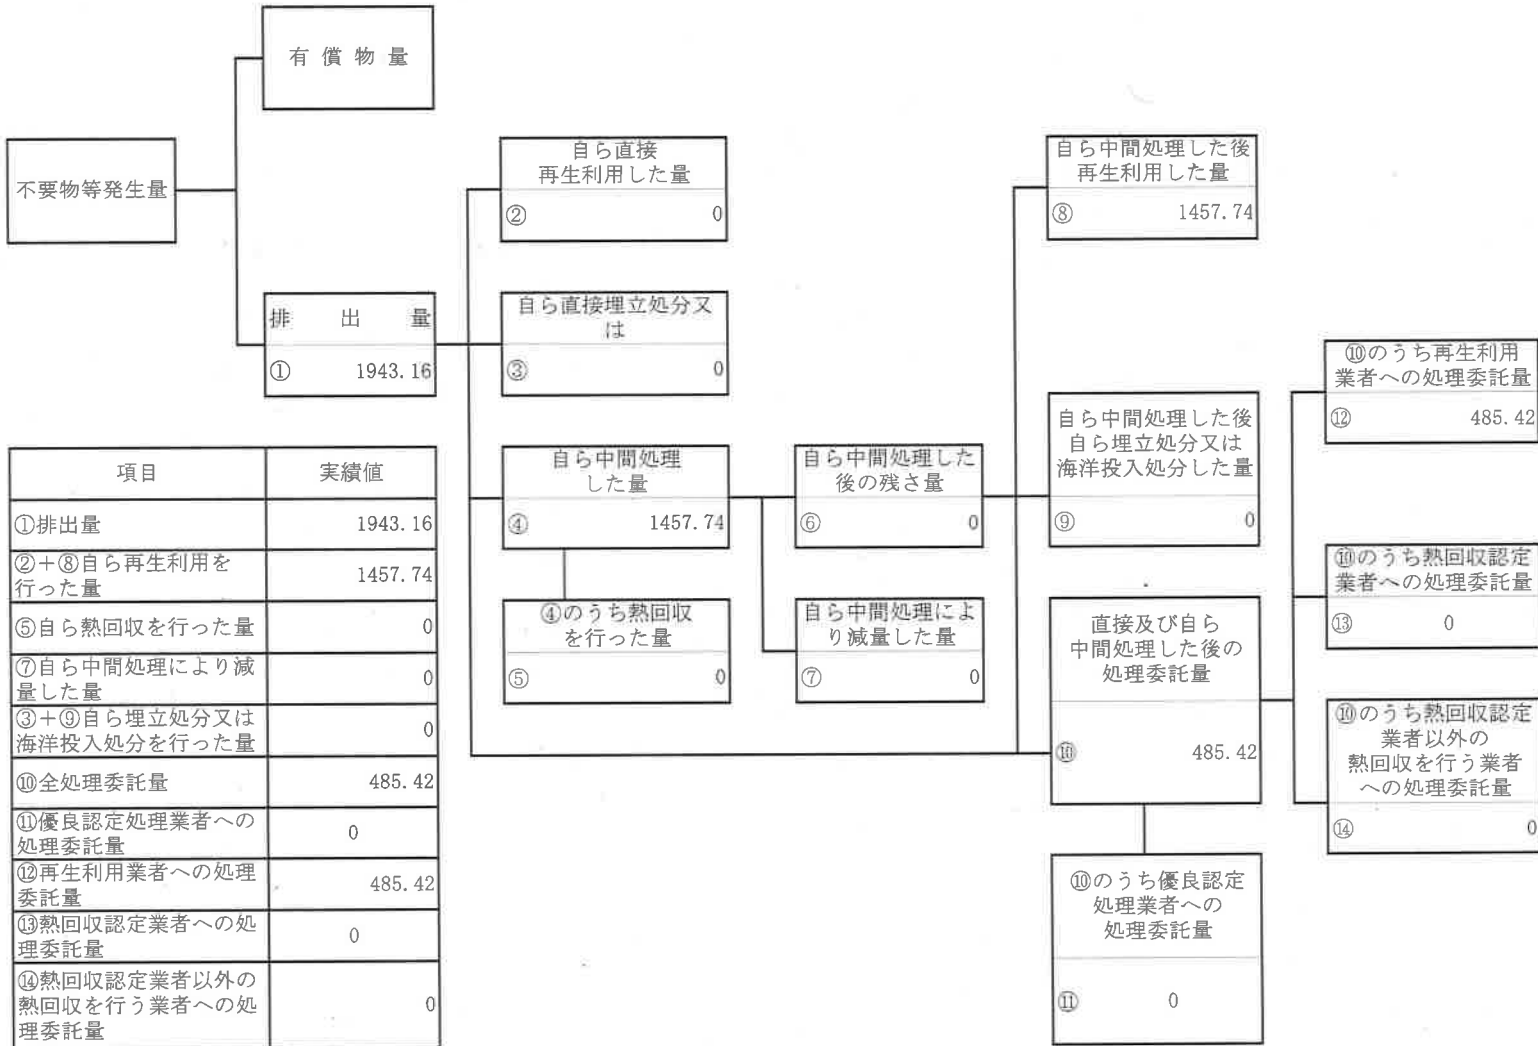 有償物量
不要物等発生量
排出量
① 1943.16
自ら直接
再生利用した量
② 0
自ら直接埋立処分又
は
③ 0
自ら中間処理
した量
④ 1457.74
④のうち熱回収
を行った量
⑤ 0
自ら中間処理した
後の残さ量
⑥ 0
自ら中間処理によ
り減量した量
⑦ 0
自ら中間処理した後
再生利用した量
⑧ 1457.74
自ら中間処理した後
自ら埋立処分又は
海洋投入処分した量
⑨ 0
直接及び自ら
中間処理した後の
処理委託量
⑩ 485.42
⑩のうち優良認定
処理業者への
処理委託量
⑪ 0
⑩のうち再生利用
業者への処理委託量
⑫ 485.42
⑩のうち熱回収認定
業者への処理委託量
⑬ 0
⑩のうち熱回収認定
業者以外の
熱回収を行う業者
への処理委託量
⑭ 0
項目 実績値
①排出量 1943.16
②+⑧自ら再生利用を
行った量 1457.74
⑤自ら熱回収を行った量 0
⑦自ら中間処理により減
量した量 0
③+⑨自ら埋立処分又は
海洋投入処分を行った量 0
⑩全処理委託量 485.42
⑪優良認定処理業者への
処理委託量 0
⑫再生利用業者への処理
委託量 485.42
⑬熱回収認定業者への処
理委託量 0
⑭熱回収認定業者以外の
熱回収を行う業者への処
理委託量 0